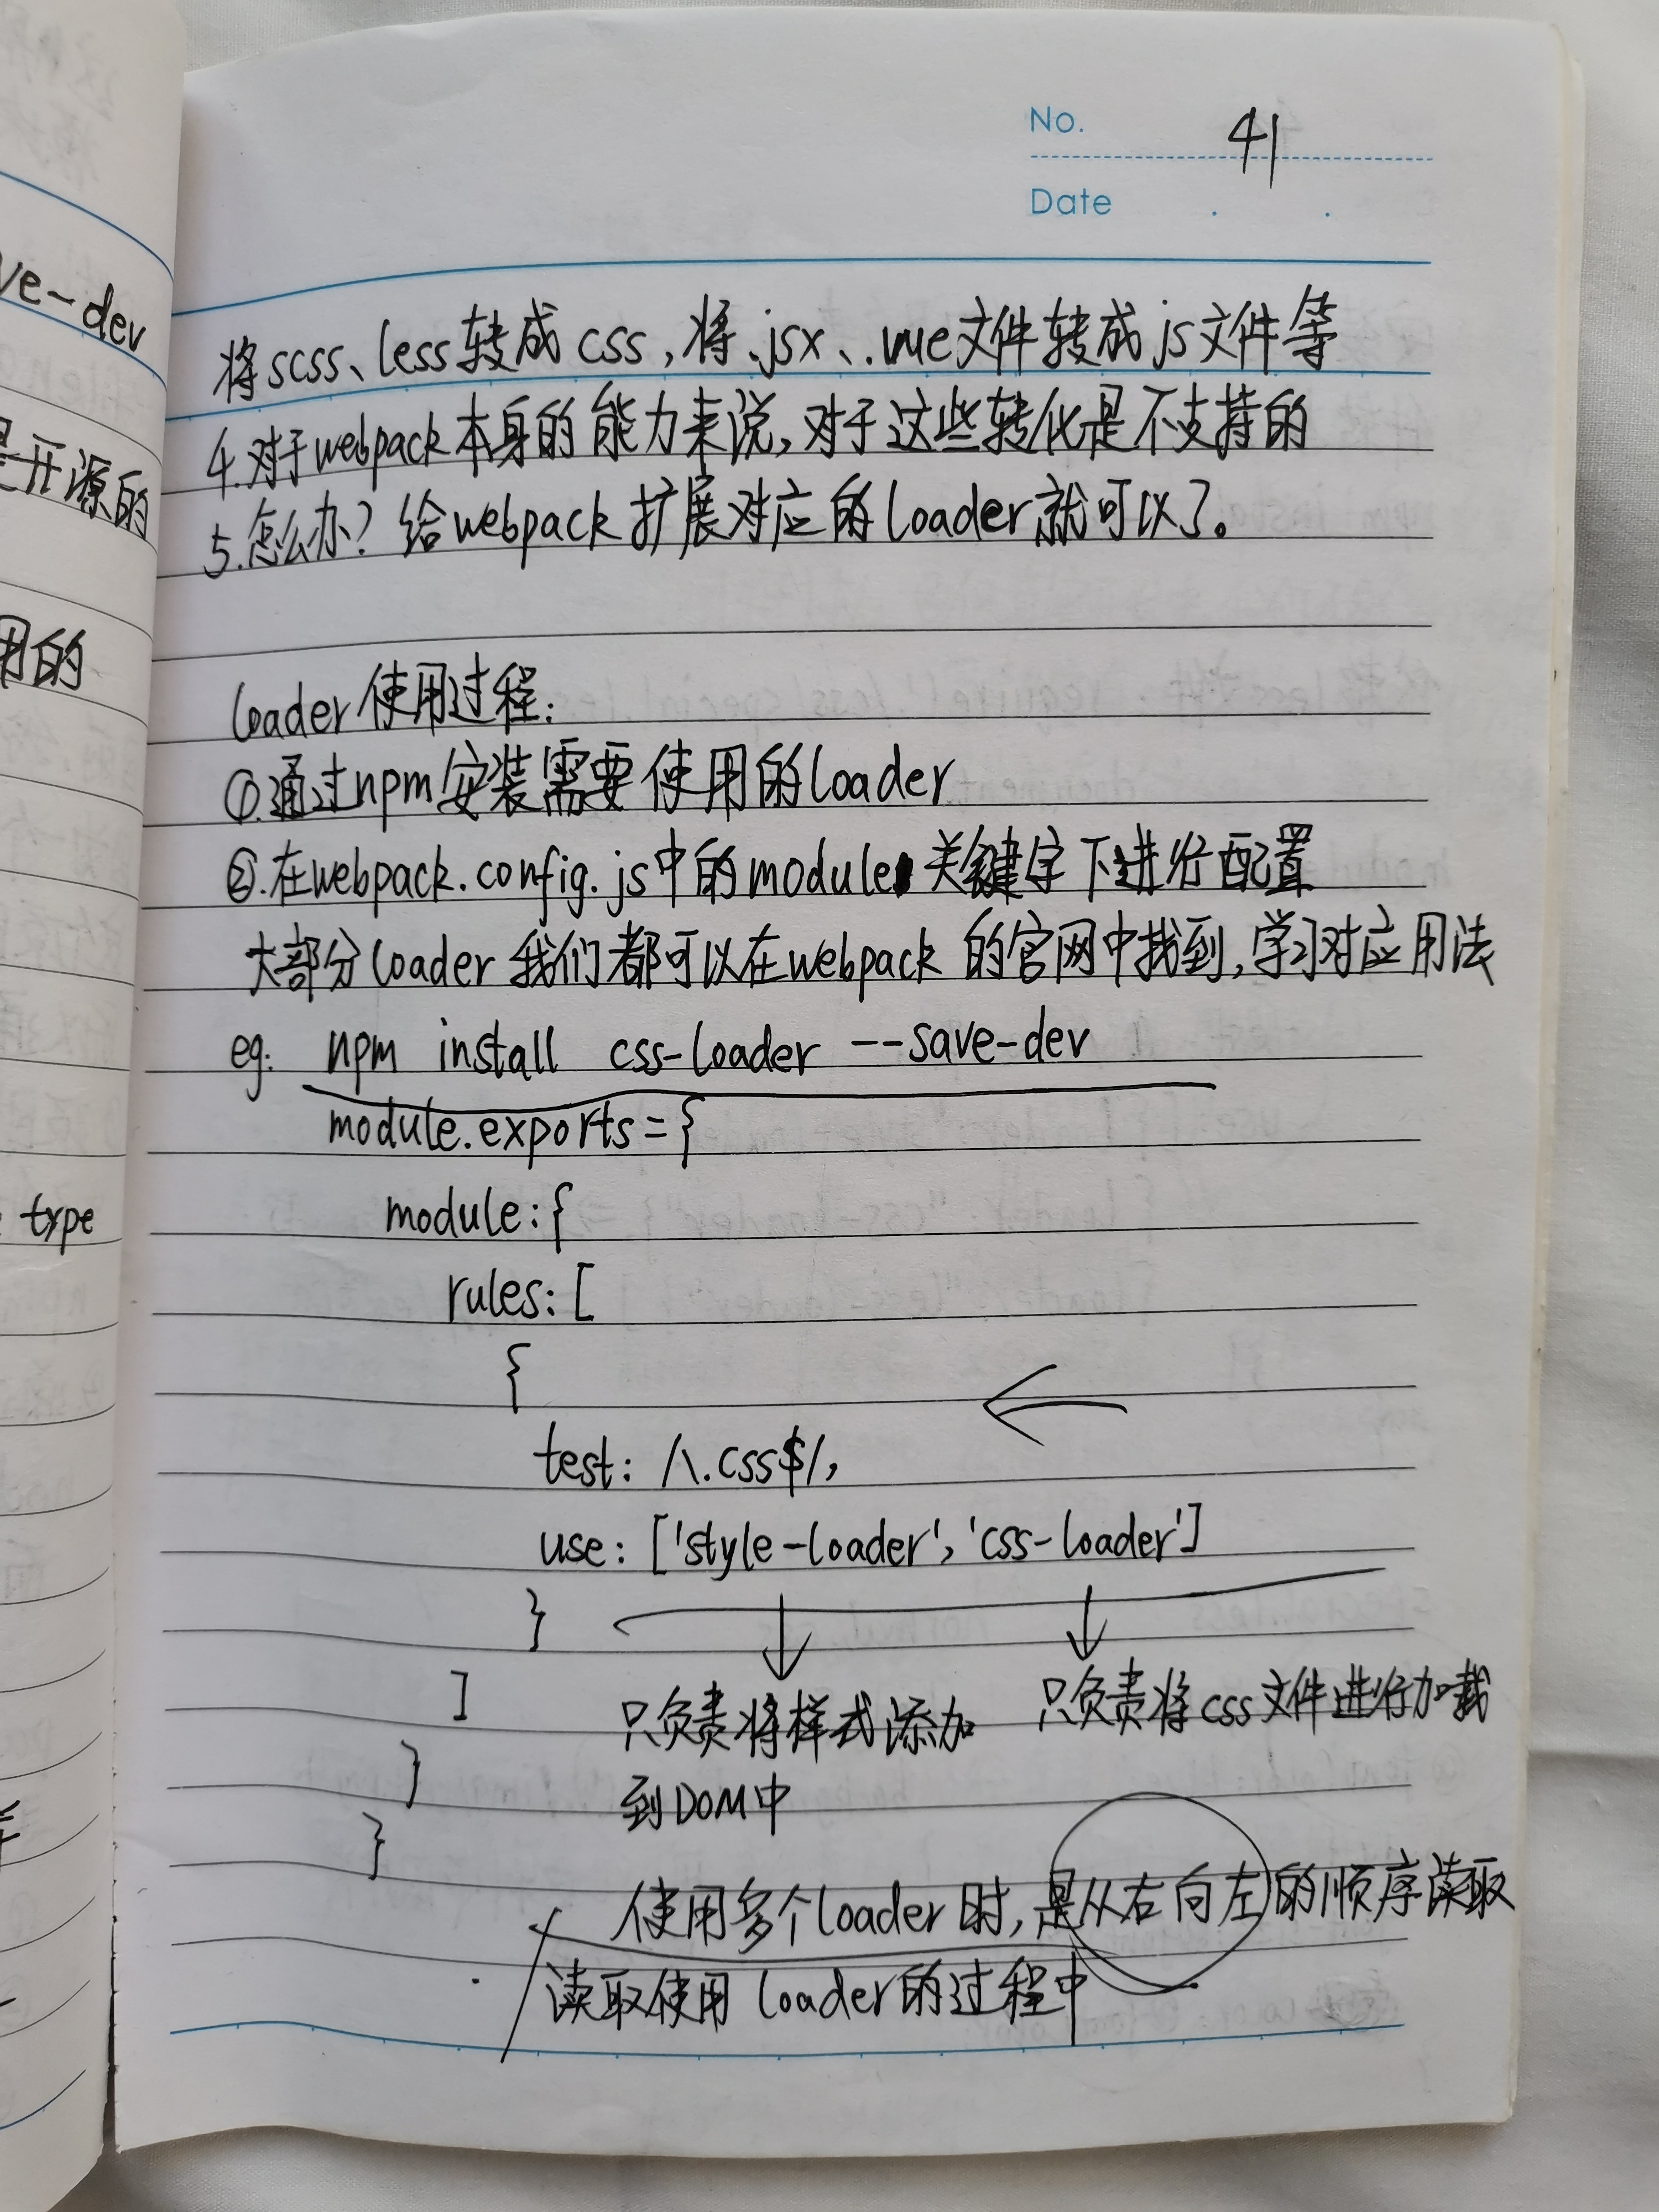 No. 41
Date
ve-dev
是开源的
用的
type
将scss、less转成css,将.jsx、.vue文件转成js文件等
4.对于webpack本身的能力来说,对于这些转化是不支持的
5.怎么办?给webpack扩展对应的loader就可以了。
loader使用过程:
①.通过npm安装需要使用的loader
②.在webpack.config.js中的module关键字下进行配置
大部分loader我们都可以在webpack的官网中找到,学习对应用法
eg: npm install css-loader --save-dev
module.exports={
module:{
rules:[
{
←
test: /\.css$/,
use: ['style-loader','css-loader']
}
]
↓ ↓
只负责将样式添加 只负责将css文件进行加载
到DOM中
}
}
使用多个loader时,是从右向左的顺序读取
读取使用loader的过程中